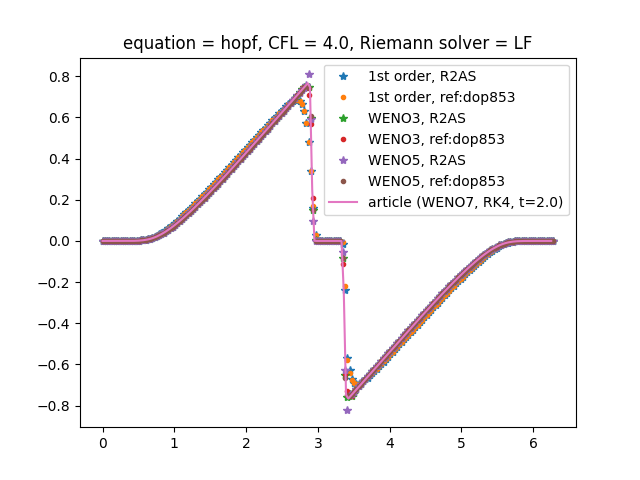 equation = hopf, CFL = 4.0, Riemann solver = LF
1st order, R2AS
1st order, ref:dop853
WENO3, R2AS
WENO3, ref:dop853
WENO5, R2AS
WENO5, ref:dop853
article (WENO7, RK4, t=2.0)
0.8
0.6
0.4
0.2
0.0
−0.2
−0.4
−0.6
−0.8
0 1 2 3 4 5 6